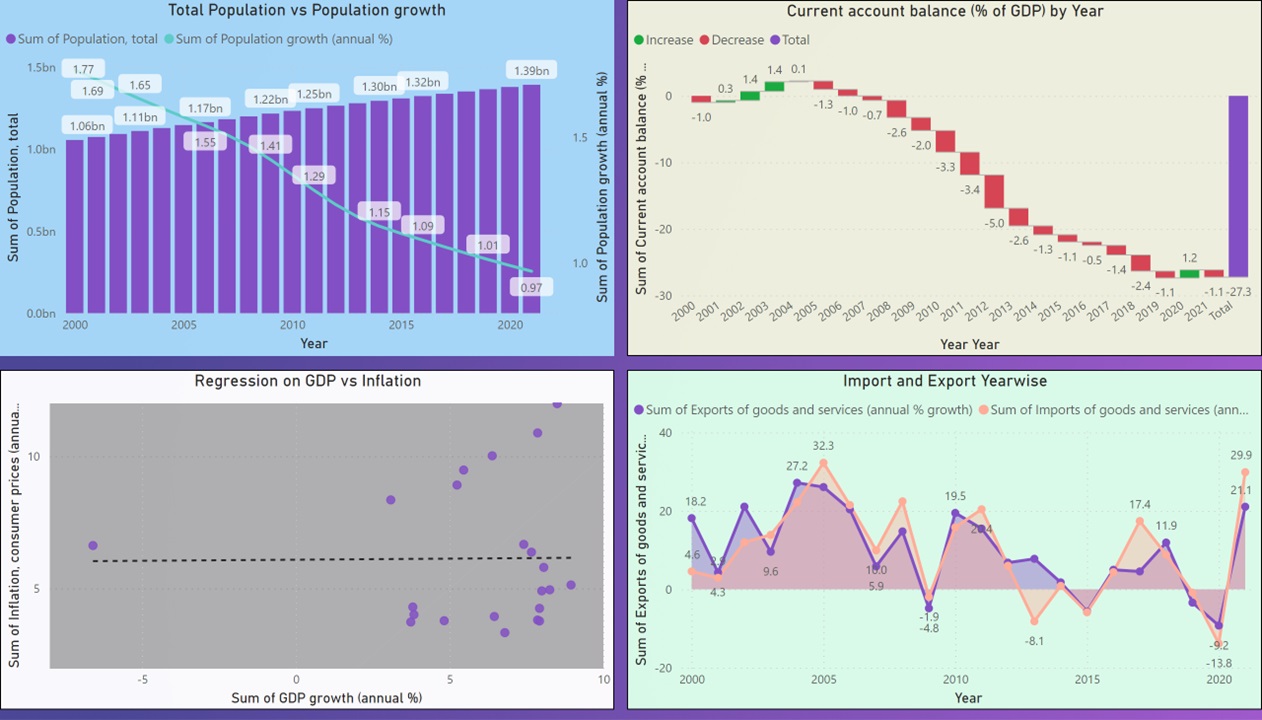 Total Population vs Population growth
Sum of Population, total Sum of Population growth (annual %)
Sum of Population, total
1.5bn
1.0bn
0.5bn
0.0bn
1.77
1.69
1.65
1.06bn
1.11bn
1.17bn
1.55
1.22bn
1.41
1.25bn
1.29
1.30bn
1.15
1.32bn
1.09
1.01
1.39bn
0.97
1.5
1.0
Sum of Population growth (annual %)
2000 2005 2010 2015 2020
Year
Current account balance (% of GDP) by Year
Increase Decrease Total
Sum of Current account balance (% ...
0
-10
-20
-30
-1.0
0.3
1.4
1.4
0.1
-1.3
-1.0
-0.7
-2.6
-2.0
-3.3
-3.4
-5.0
-2.6
-1.3
-1.1
-0.5
-1.4
-2.4
-1.1
1.2
-1.1
-27.3
2000 2001 2002 2003 2004 2005 2006 2007 2008 2009 2010 2011 2012 2013 2014 2015 2016 2017 2018 2019 2020 2021 Total
Year Year
Regression on GDP vs Inflation
Sum of Inflation, consumer prices (annua...
10
5
-5 0 5 10
Sum of GDP growth (annual %)
Import and Export Yearwise
Sum of Exports of goods and services (annual % growth) Sum of Imports of goods and services (ann...
Sum of Exports of goods and servic...
40
20
0
-20
18.2
4.6
4.3
9.6
27.2
32.3
10.0
5.9
-1.9
-4.8
19.5
20.4
-8.1
17.4
11.9
-9.2
-13.8
29.9
21.1
2000 2005 2010 2015 2020
Year